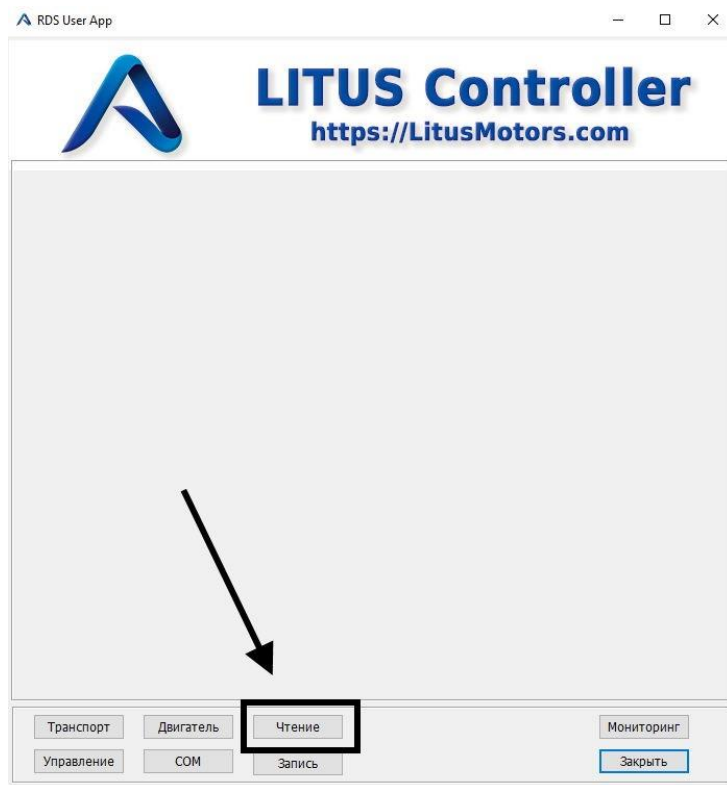 RDS User App
LITUS Controller
https://LitusMotors.com
Транспорт Двигатель Чтение Мониторинг
Управление COM Запись Закрыть